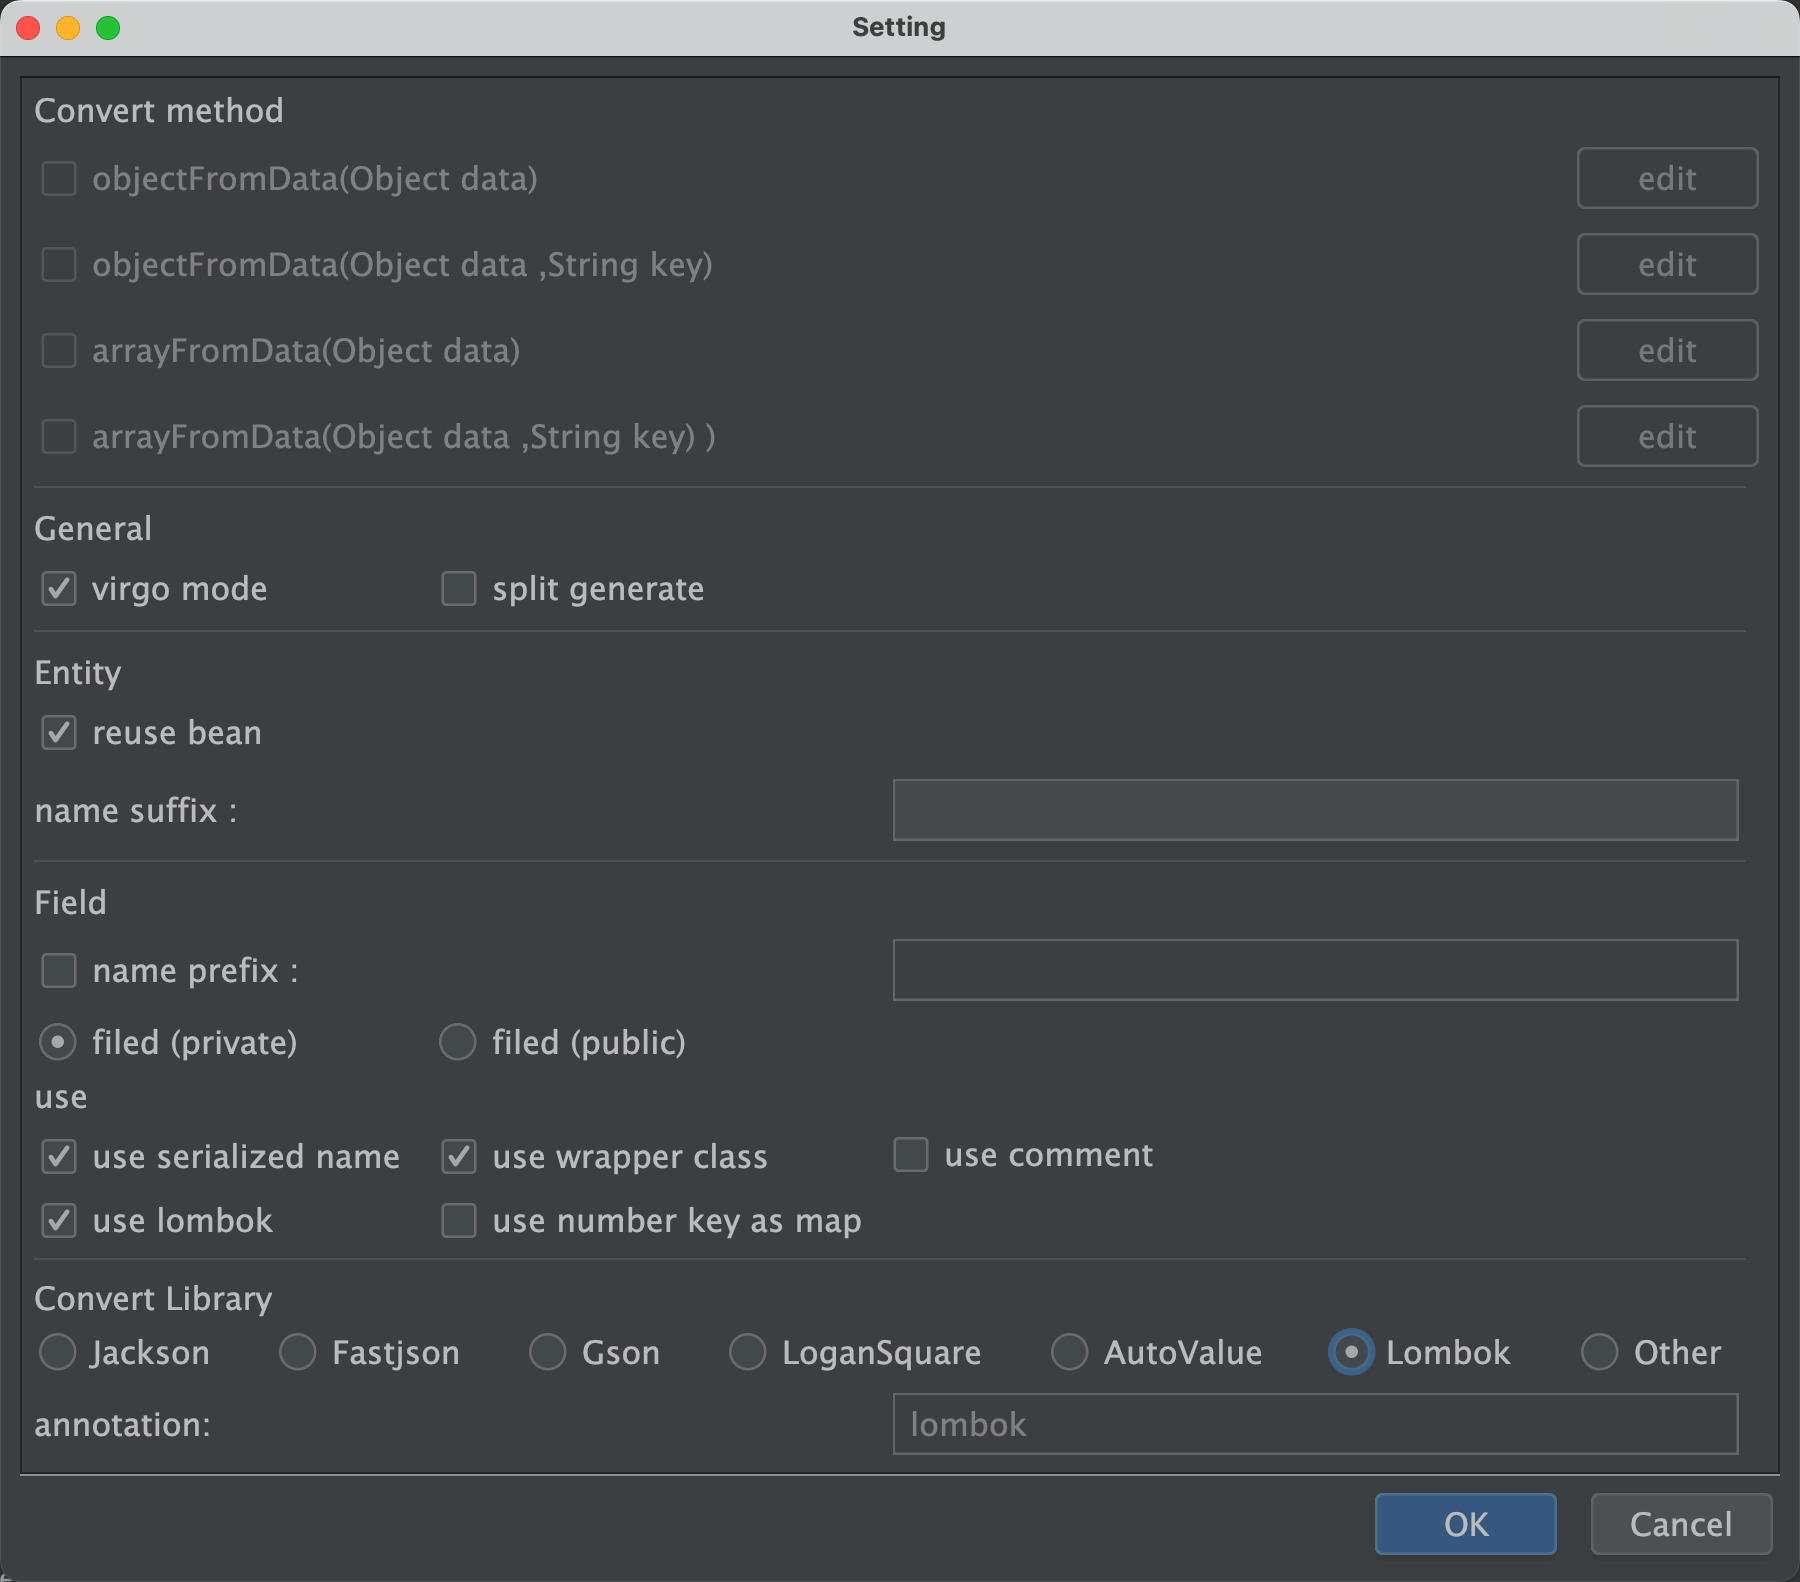 Setting
Convert method
objectFromData(Object data) edit
objectFromData(Object data ,String key) edit
arrayFromData(Object data) edit
arrayFromData(Object data ,String key) ) edit
General
virgo mode split generate
Entity
reuse bean
name suffix :
Field
name prefix :
filed (private) filed (public)
use
use serialized name use wrapper class use comment
use lombok use number key as map
Convert Library
Jackson Fastjson Gson LoganSquare AutoValue Lombok Other
annotation: lombok
OK Cancel